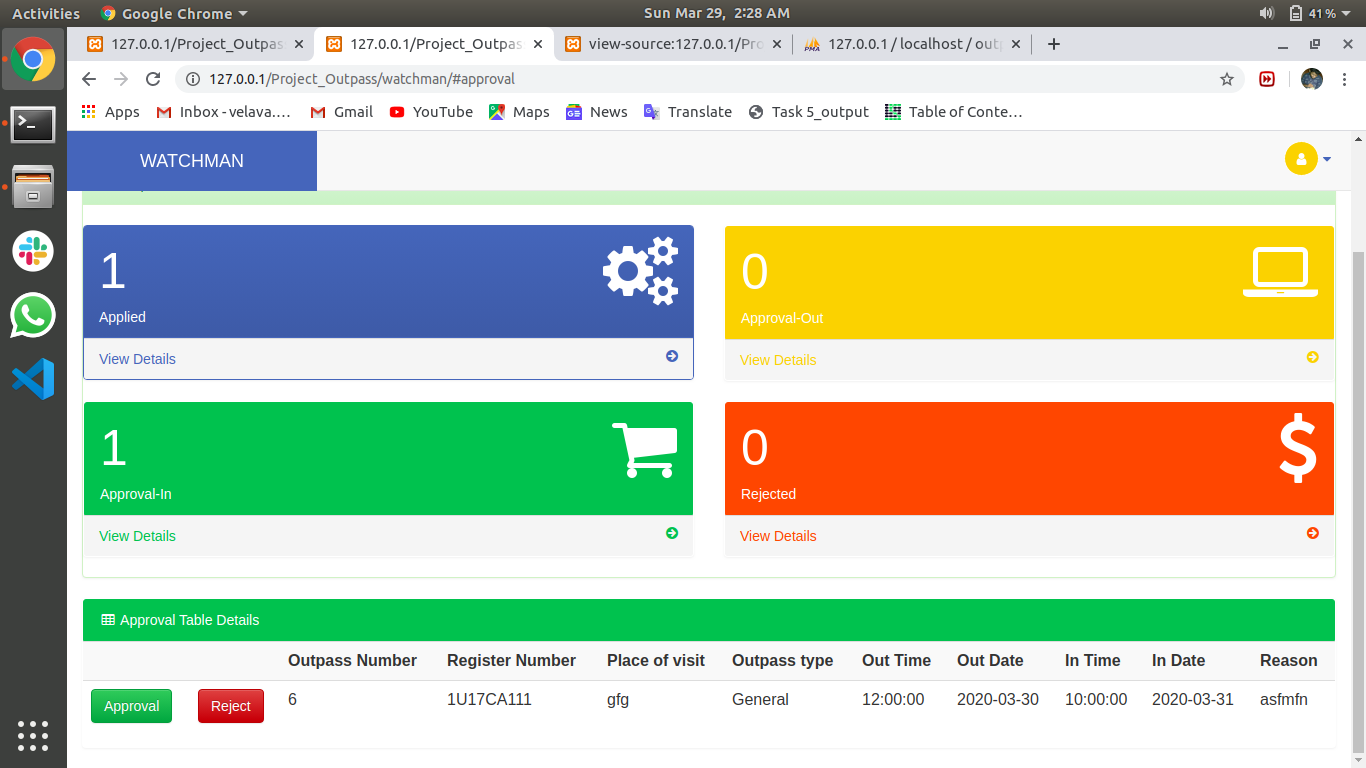 Activities Google Chrome Sun Mar 29, 2:28 AM 41%
127.0.0.1/Project_Outpas 127.0.0.1/Project_Outpas view-source:127.0.0.1/Pro 127.0.0.1 / localhost / outp
127.0.0.1/Project_Outpass/watchman/#approval
Apps Inbox - velava.… Gmail YouTube Maps News Translate Task 5_output Table of Conte…
WATCHMAN
1
Applied
View Details
0
Approval-Out
View Details
1
Approval-In
View Details
0
Rejected
View Details
Approval Table Details
Outpass Number Register Number Place of visit Outpass type Out Time Out Date In Time In Date Reason
Approval Reject 6 1U17CA111 gfg General 12:00:00 2020-03-30 10:00:00 2020-03-31 asfmfn